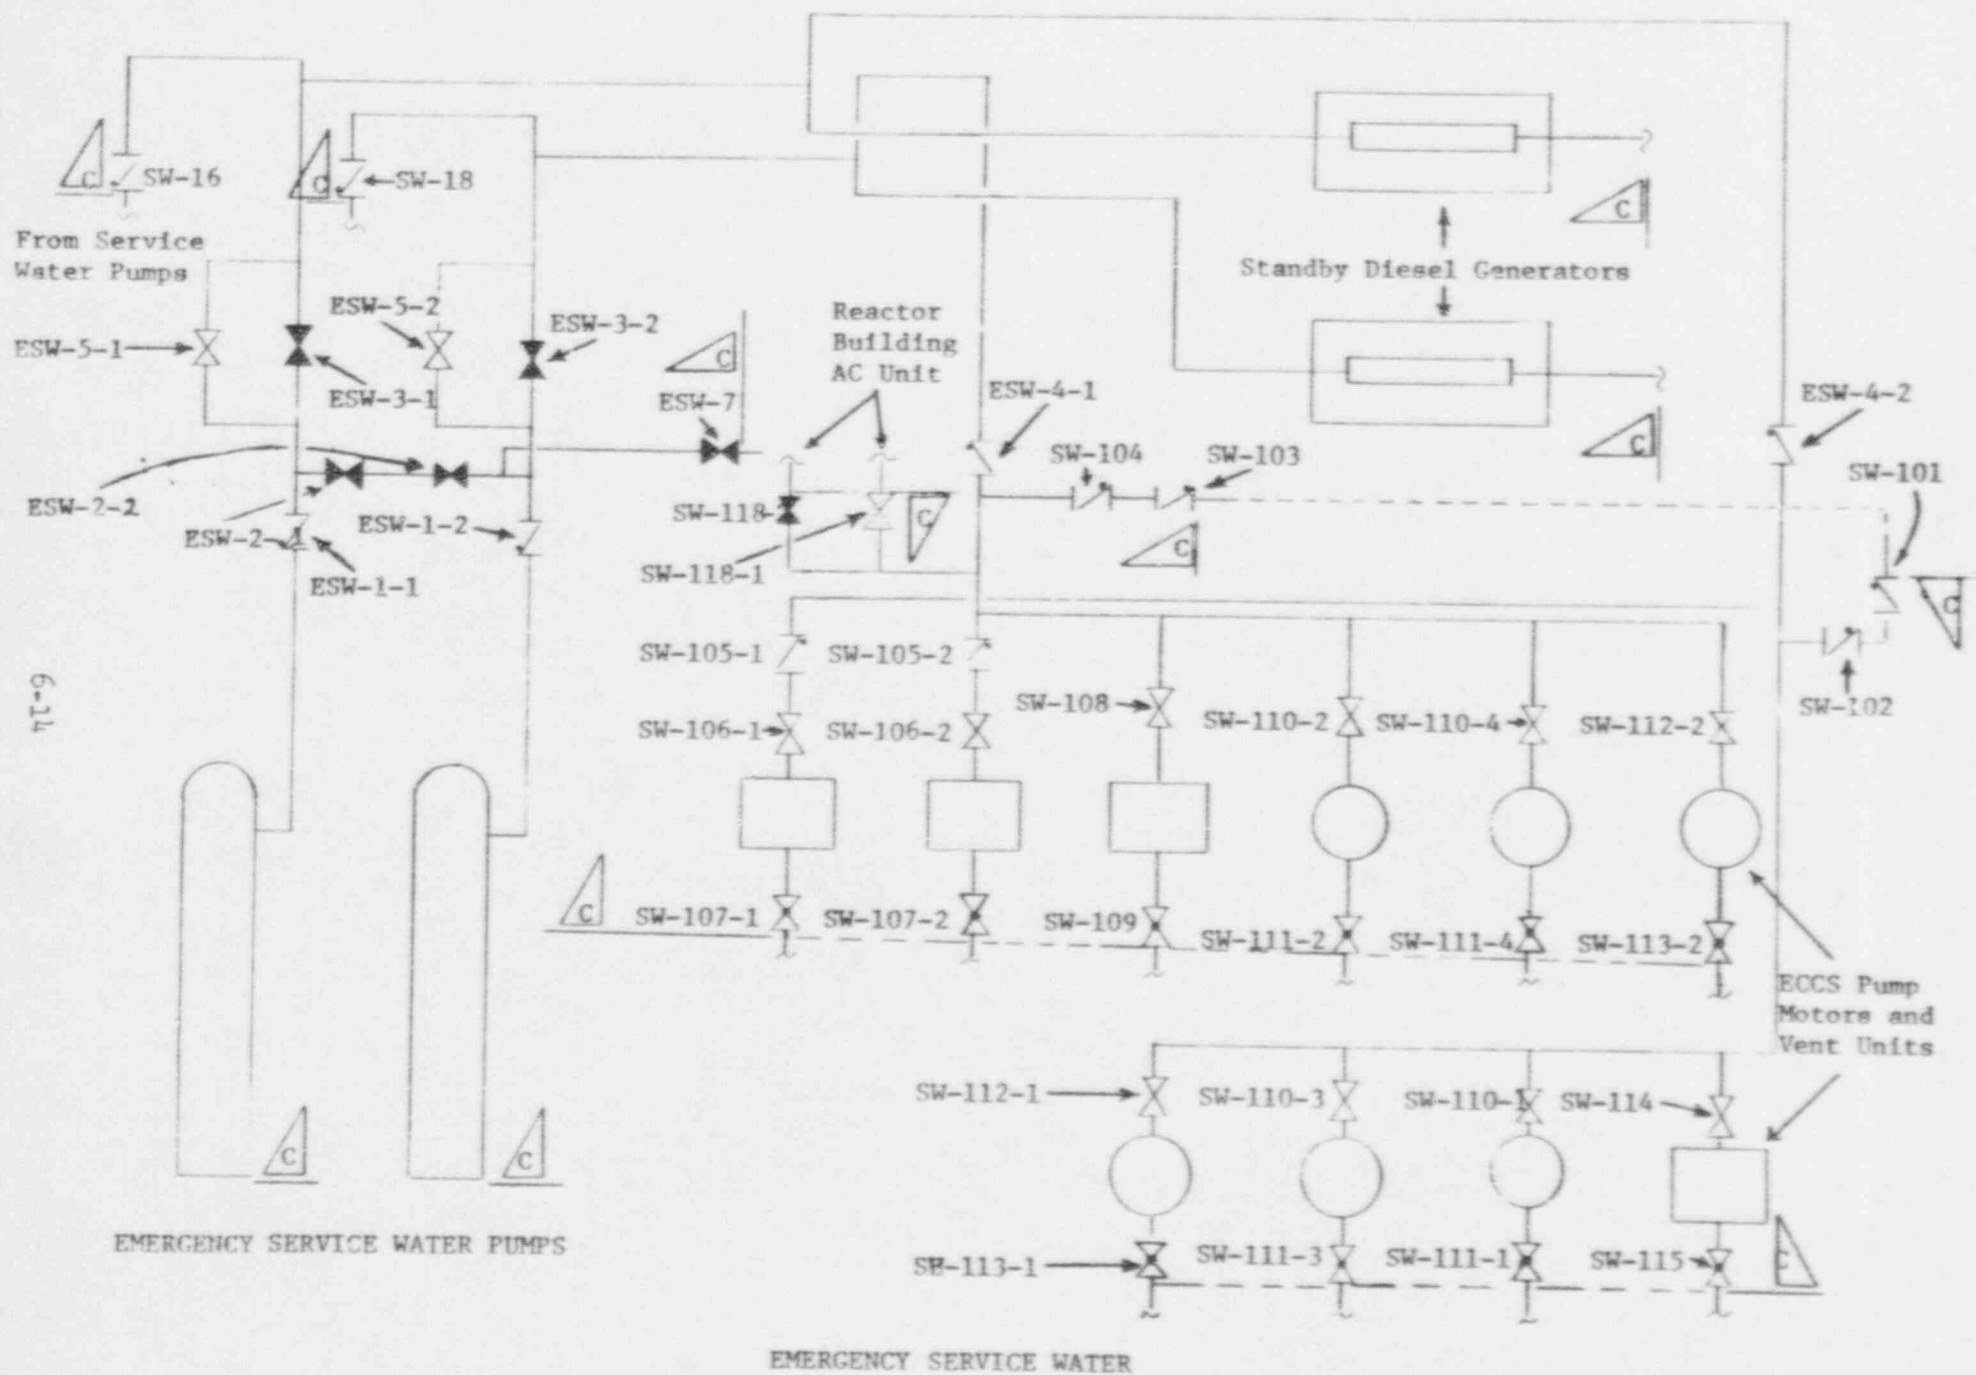 C
SW-16
C
SW-18
From Service
Water Pumps
C
Standby Diesel Generators
ESW-5-1
ESW-5-2
ESW-3-2
ESW-3-1
C
ESW-7
Reactor
Building
AC Unit
ESW-4-1
ESW-4-2
C
SW-104
SW-103
SW-101
ESW-2-2
ESW-2-1
ESW-1-2
ESW-1-1
SW-118
SW-118-1
C
C
C
SW-105-1
SW-105-2
SW-102
6-14
SW-106-1
SW-106-2
SW-108
SW-110-2
SW-110-4
SW-112-2
C
SW-107-1
SW-107-2
SW-109
SW-111-2
SW-111-4
SW-113-2
ECCS Pump
Motors and
Vent Units
SW-112-1
SW-110-3
SW-110-1
SW-114
C
C
SB-113-1
SW-111-3
SW-111-1
SW-115
C
EMERGENCY SERVICE WATER PUMPS
EMERGENCY SERVICE WATER